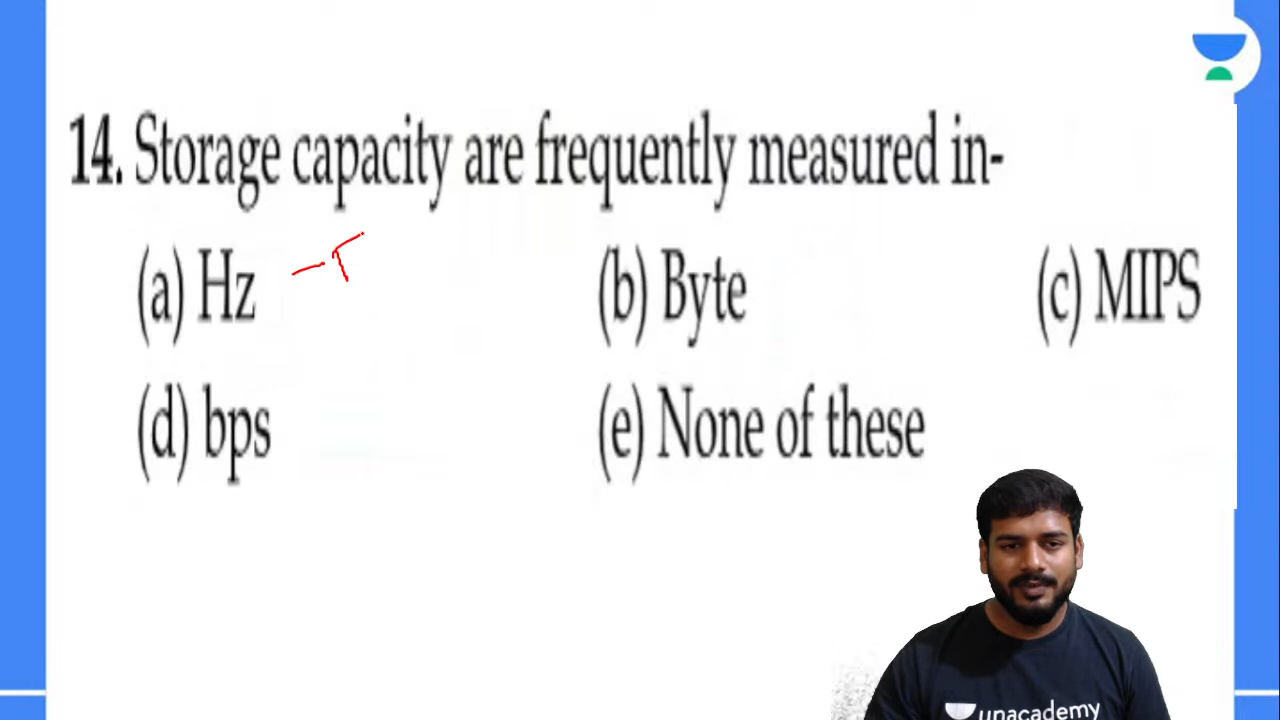 14. Storage capacity are frequently measured in-
(a) Hz
(b) Byte
(c) MIPS
(d) bps
(e) None of these
unacademy